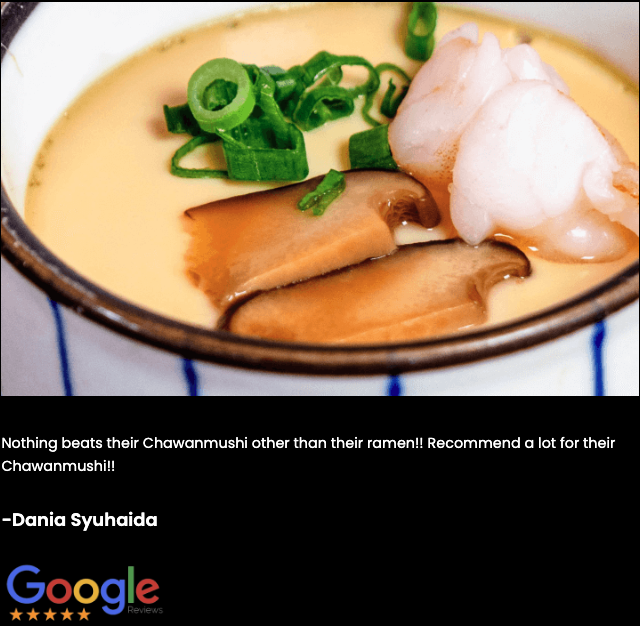 Nothing beats their Chawanmushi other than their ramen!! Recommend a lot for their
Chawanmushi!!
-Dania Syuhaida
Google
Reviews